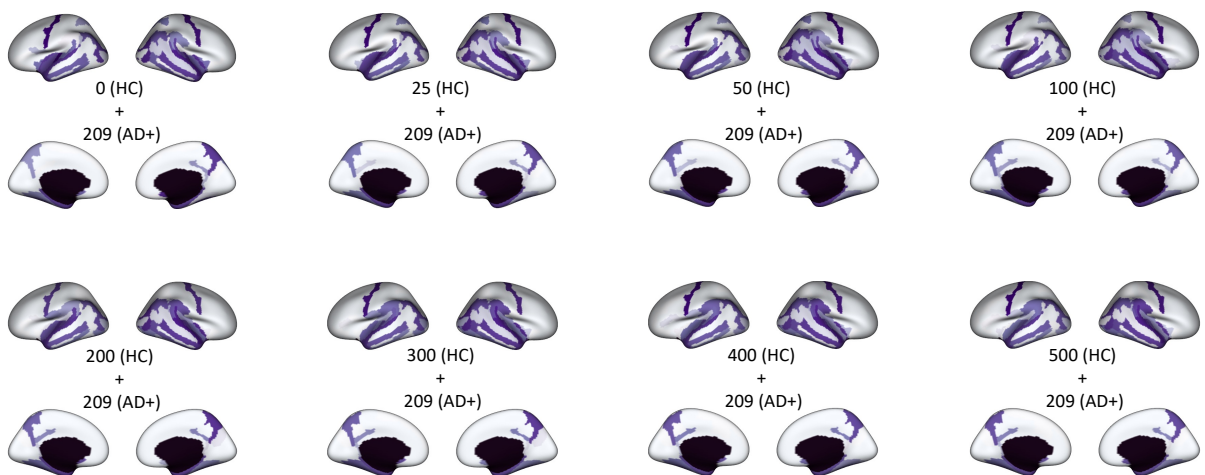 0 (HC)
+
209 (AD+)
25 (HC)
+
209 (AD+)
50 (HC)
+
209 (AD+)
100 (HC)
+
209 (AD+)
200 (HC)
+
209 (AD+)
300 (HC)
+
209 (AD+)
400 (HC)
+
209 (AD+)
500 (HC)
+
209 (AD+)